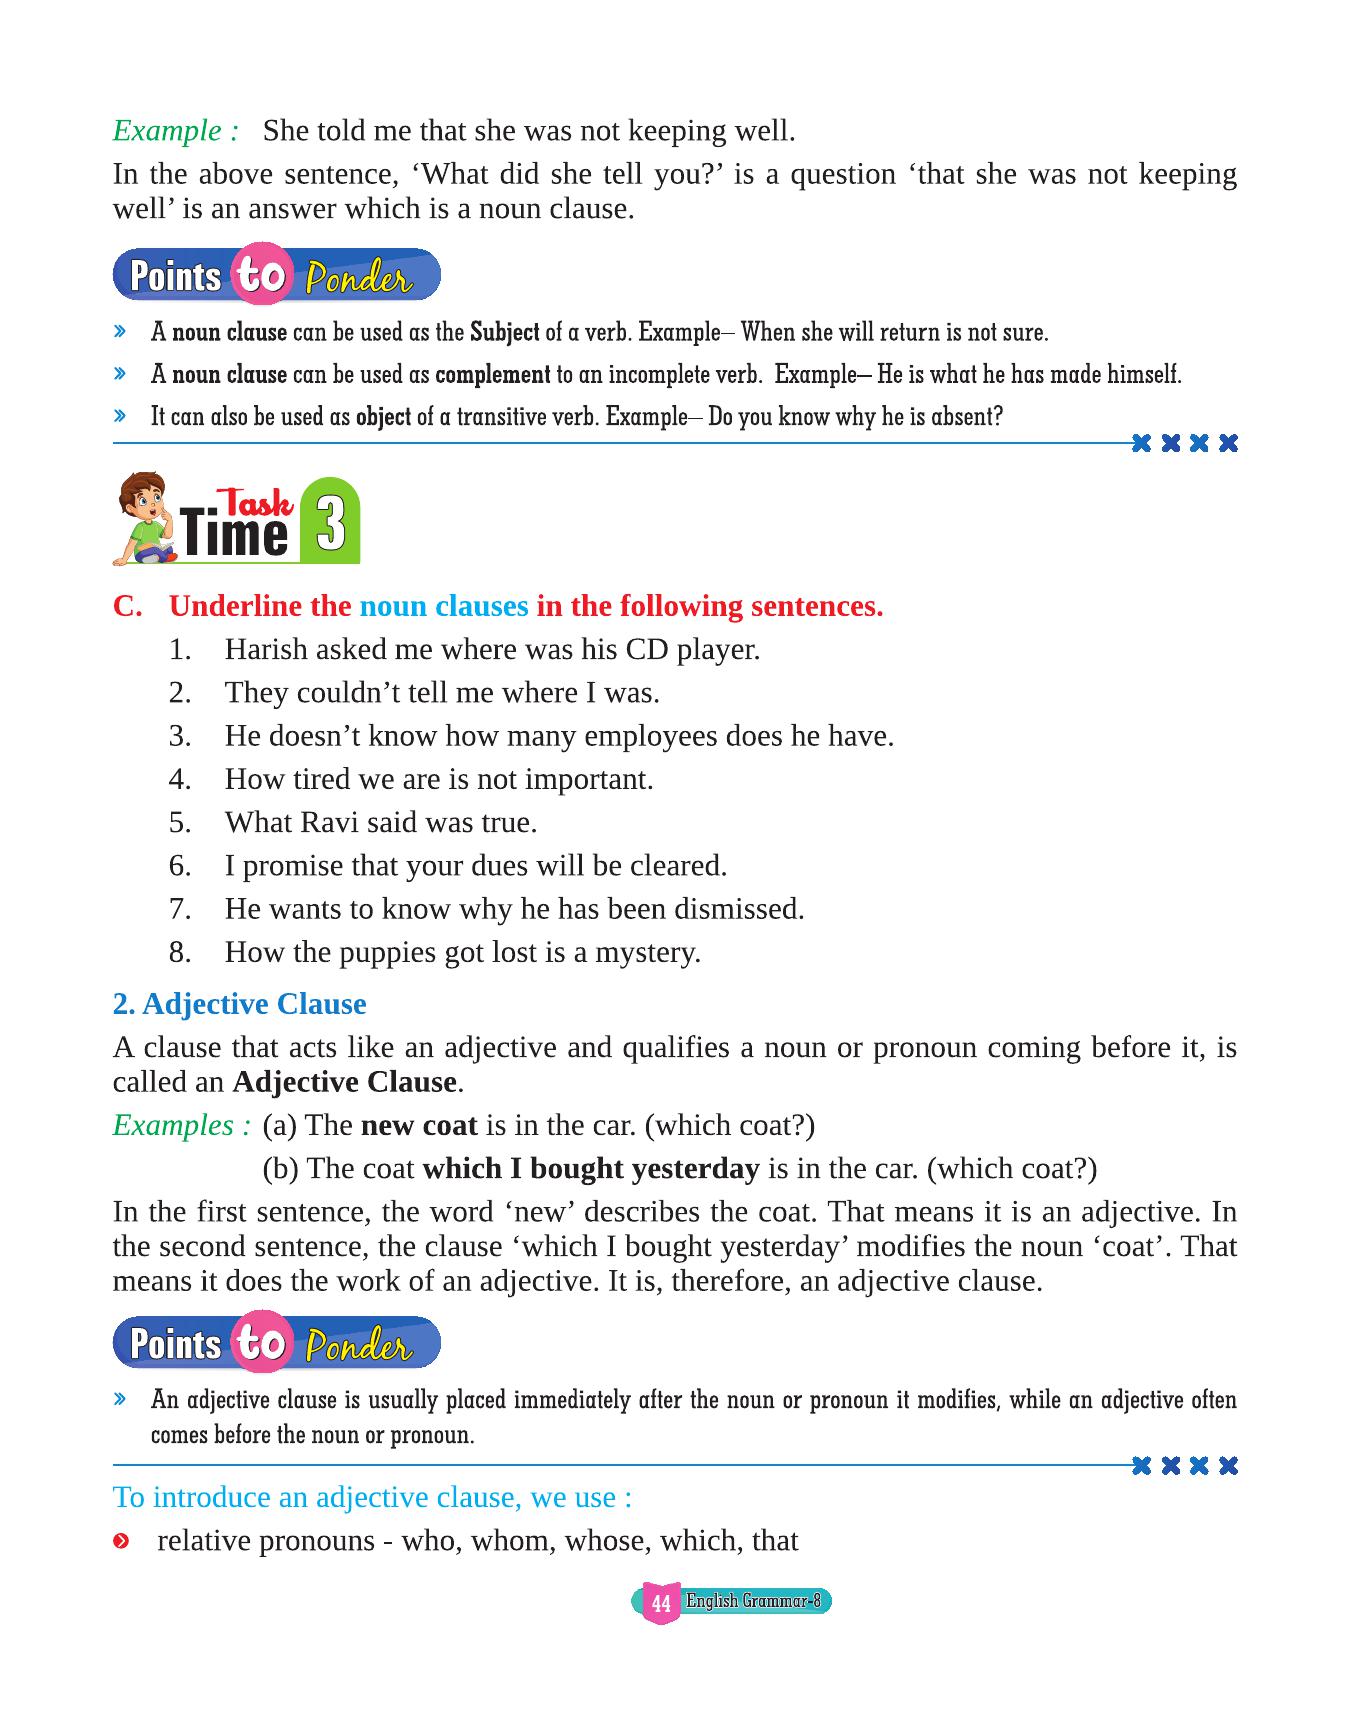 Example : She told me that she was not keeping well.
In the above sentence, ‘What did she tell you?’ is a question ‘that she was not keeping
well’ is an answer which is a noun clause.
Points to Ponder
» A noun clause can be used as the Subject of a verb. Example– When she will return is not sure.
» A noun clause can be used as complement to an incomplete verb. Example– He is what he has made himself.
» It can also be used as object of a transitive verb. Example– Do you know why he is absent?
Task
Time 3
C. Underline the noun clauses in the following sentences.
1. Harish asked me where was his CD player.
2. They couldn’t tell me where I was.
3. He doesn’t know how many employees does he have.
4. How tired we are is not important.
5. What Ravi said was true.
6. I promise that your dues will be cleared.
7. He wants to know why he has been dismissed.
8. How the puppies got lost is a mystery.
2. Adjective Clause
A clause that acts like an adjective and qualifies a noun or pronoun coming before it, is
called an Adjective Clause.
Examples : (a) The new coat is in the car. (which coat?)
(b) The coat which I bought yesterday is in the car. (which coat?)
In the first sentence, the word ‘new’ describes the coat. That means it is an adjective. In
the second sentence, the clause ‘which I bought yesterday’ modifies the noun ‘coat’. That
means it does the work of an adjective. It is, therefore, an adjective clause.
Points to Ponder
» An adjective clause is usually placed immediately after the noun or pronoun it modifies, while an adjective often
comes before the noun or pronoun.
To introduce an adjective clause, we use :
relative pronouns - who, whom, whose, which, that
44 English Grammar-8